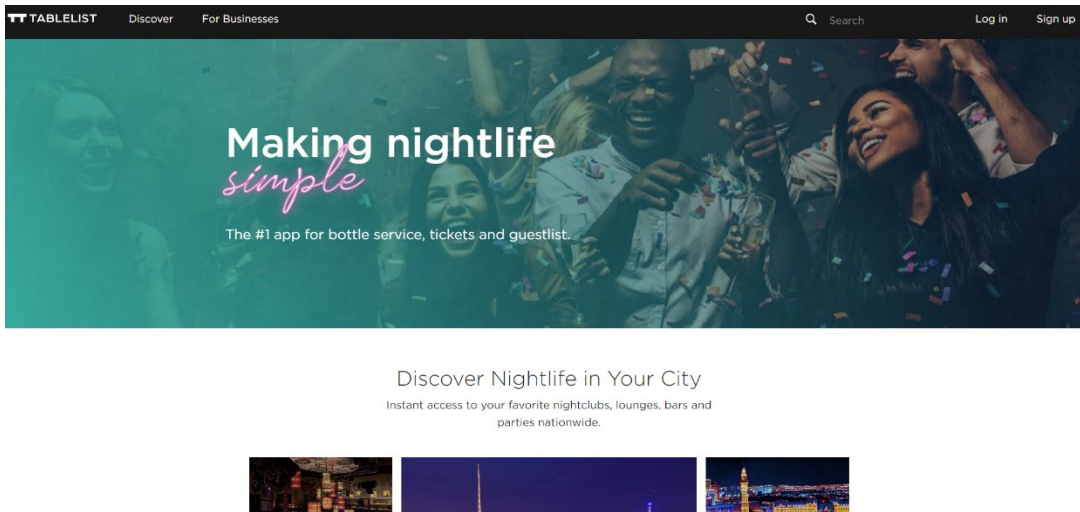 TABLELIST Discover For Businesses Search Log in Sign up
Making nightlife
simple
The #1 app for bottle service, tickets and guestlist.
Discover Nightlife in Your City
Instant access to your favorite nightclubs, lounges, bars and
parties nationwide.